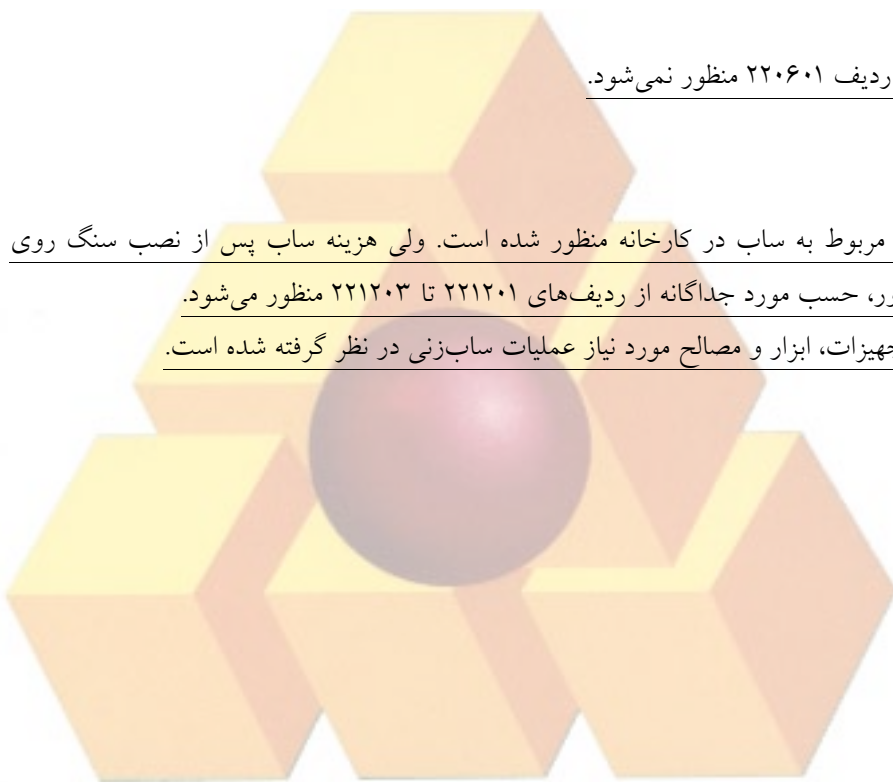 ردیف ۲۲۰۶۰۱ منظور نمی‌شود.
مربوط به ساب در کارخانه منظور شده است. ولی هزینه ساب پس از نصب سنگ روی
حسب مورد جداگانه از ردیف‌های ۲۲۱۲۰۱ تا ۲۲۱۲۰۳ منظور می‌شود.
ابزار و مصالح مورد نیاز عملیات ساب‌زنی در نظر گرفته شده است.